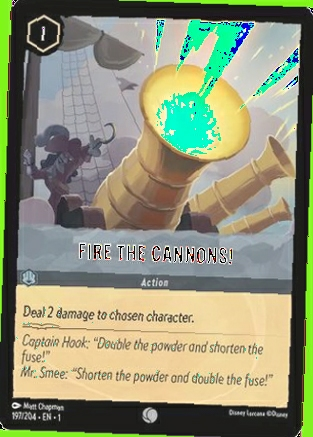 1
FIRE THE CANNONS!
Action
Deal 2 damage to chosen character.
Captain Hook: “Double the powder and shorten the
fuse!”
Mr. Smee: “Shorten the powder and double the fuse!”
Matt Chapman
197/204 • EN • 1
Disney Lorcana ©Disney